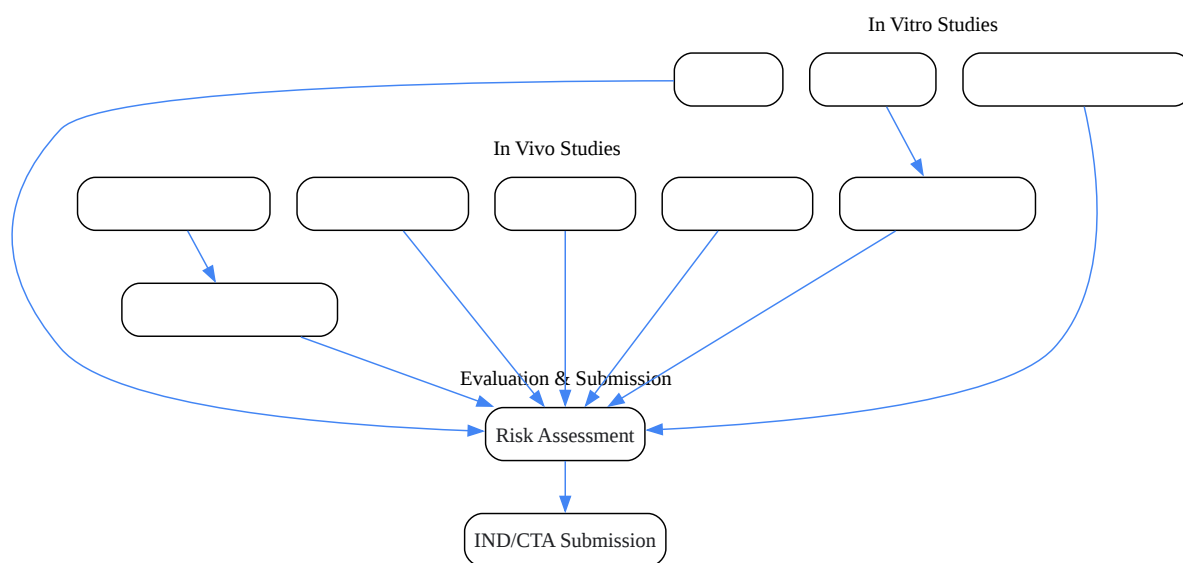 In Vitro Studies
In Vivo Studies
Evaluation & Submission
Risk Assessment
IND/CTA Submission